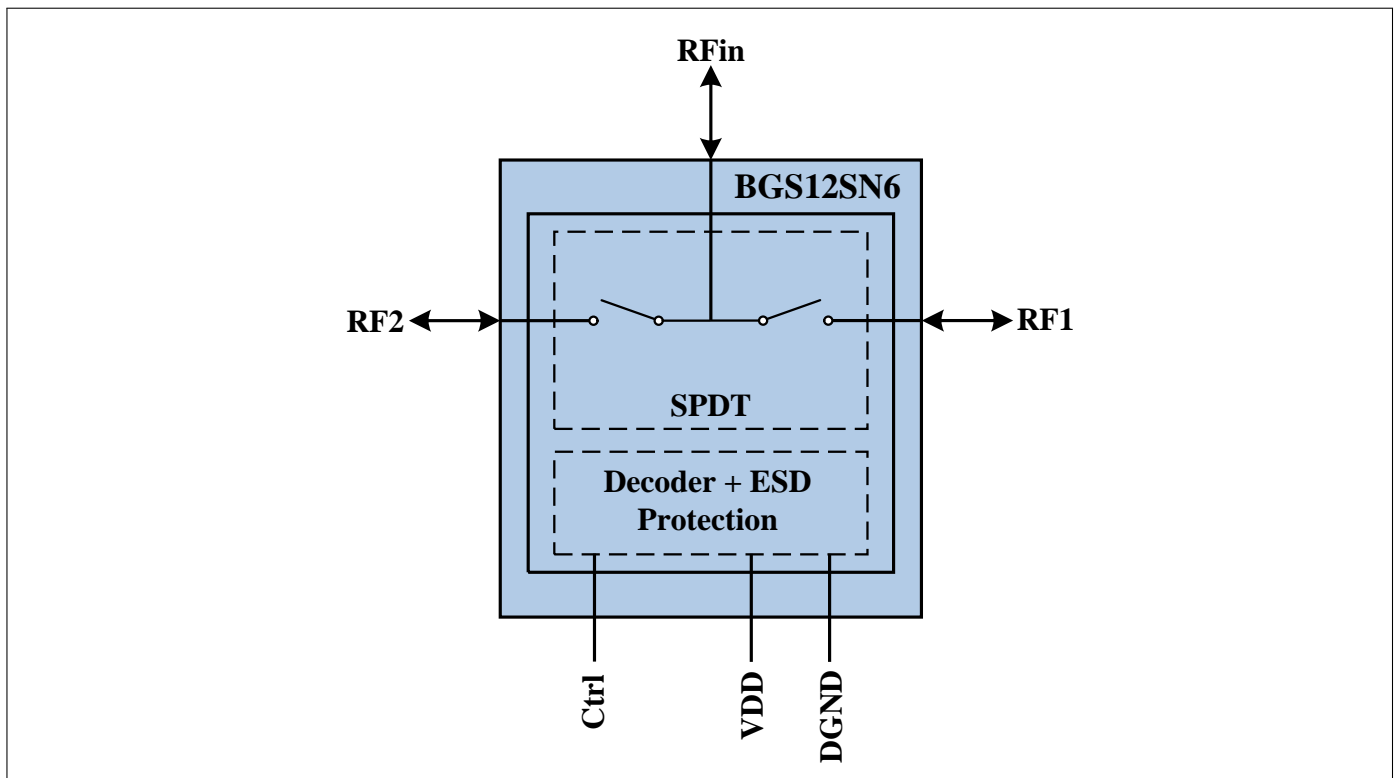 RFin
BGS12SN6
RF2
RF1
SPDT
Decoder + ESD
Protection
Ctrl
VDD
DGND